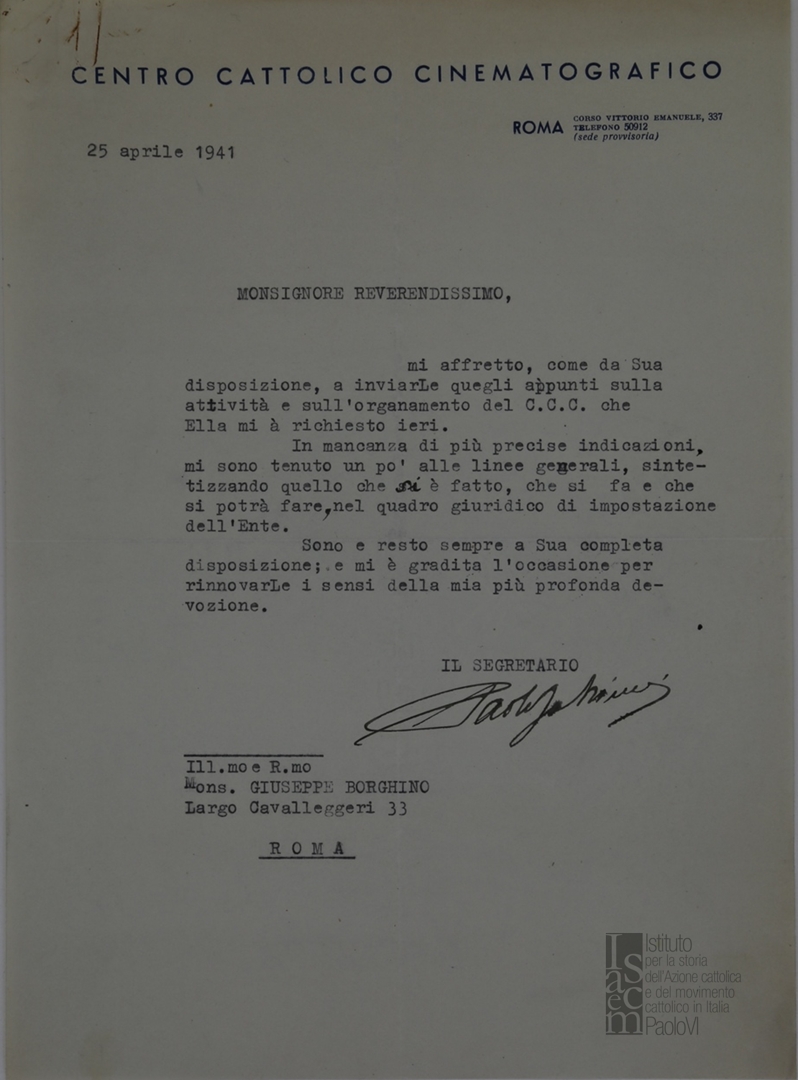 1
CENTRO CATTOLICO CINEMATOGRAFICO
ROMA
CORSO VITTORIO EMANUELE, 337
TELEFONO 50912
(sede provvisoria)
25 aprile 1941
MONSIGNORE REVERENDISSIMO,
mi affretto, come da Sua
disposizione, a inviarLe quegli appunti sulla
attività e sull'organamento del C.C.C. che
Ella mi à richiesto ieri.
In mancanza di più precise indicazioni,
mi sono tenuto un po' alle linee generali, sinte-
tizzando quello che si è fatto, che si fa e che
si potrà fare, nel quadro giuridico di impostazione
dell'Ente.
Sono e resto sempre a Sua completa
disposizione; e mi è gradita l'occasione per
rinnovarLe i sensi della mia più profonda de-
vozione.
IL SEGRETARIO
Ill.mo e R.mo
Mons. GIUSEPPE BORGHINO
Largo Cavalleggeri 33
R O M A
Isacem
Istituto
per la storia
dell'Azione cattolica
e del movimento
cattolico in Italia
PaoloVI